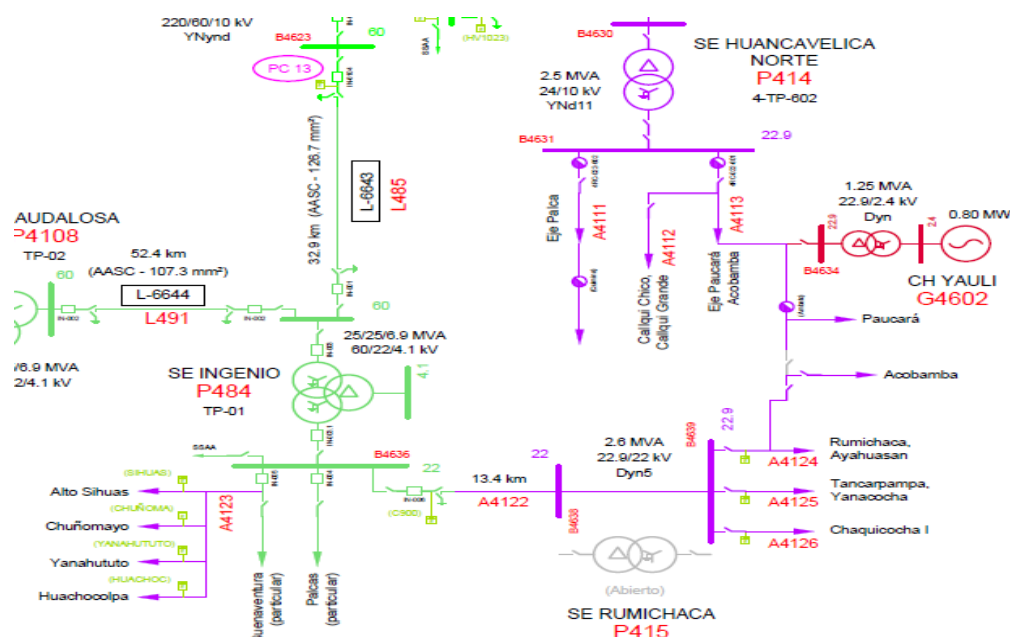 220/60/10 kV
YNynd
B4623
60
PC 13
SSAA
(HV1023)
32.9 km (AASC - 126.7 mm²)
L-6643
L485
AUDALOSA
P4108
TP-02
52.4 km
(AASC - 107.3 mm²)
60
L-6644
L491
IN-002
IN-002
60
25/25/6.9 MVA
60/22/4.1 kV
/6.9 MVA
2/4.1 kV
SE INGENIO
P484
TP-01
4.1
SSAA
B4636
22
(SIHUAS)
Alto Sihuas
(CHUÑOMA)
Chuñomayo
(YANAHUTUTO)
Yanahututo
(HUACHOC)
Huachocolpa
A4123
Buenaventura
(particular)
Palcas
(particular)
(C900)
13.4 km
A4122
22
B4638
2.6 MVA
22.9/22 kV
Dyn5
(Abierto)
SE RUMICHACA
P415
B4639
22.9
B4630
SE HUANCAVELICA
NORTE
P414
4-TP-602
2.5 MVA
24/10 kV
YNd11
B4631
22.9
Eje Palca
A4111
Callqui Chico,
Callqui Grande
A4112
Eje Paucará
Acobamba
A4113
1.25 MVA
22.9/2.4 kV
Dyn
22.9
2.4
0.80 MW
B4634
CH YAULI
G4602
Paucará
Acobamba
Rumichaca,
Ayahuasan
A4124
Tancarpampa,
Yanacocha
A4125
Chaquicocha I
A4126